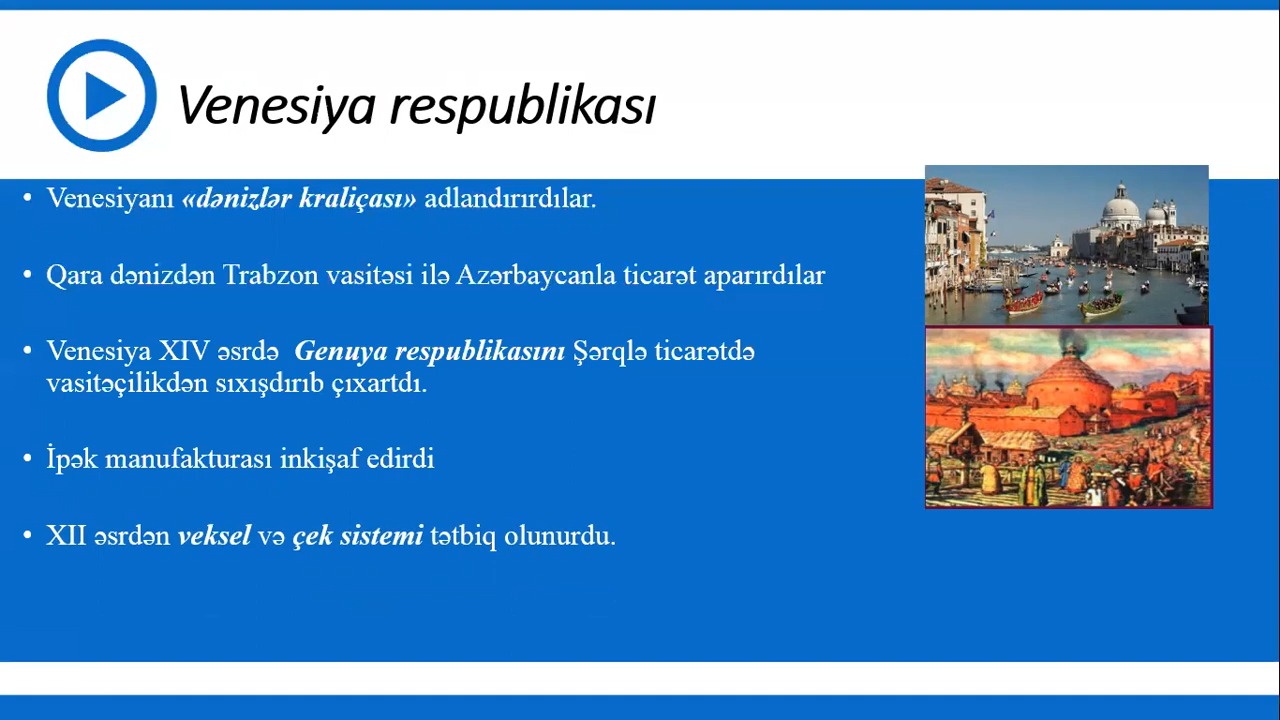 Venesiya respublikası
• Venesiyanı «dənizlər kraliçası» adlandırırdılar.
• Qara dənizdən Trabzon vasitəsi ilə Azərbaycanla ticarət aparırdılar
• Venesiya XIV əsrdə Genuya respublikasını Şərqlə ticarətdə
vasitəçilikdən sıxışdırıb çıxartdı.
• İpək manufakturası inkişaf edirdi
• XII əsrdən veksel və çek sistemi tətbiq olunurdu.